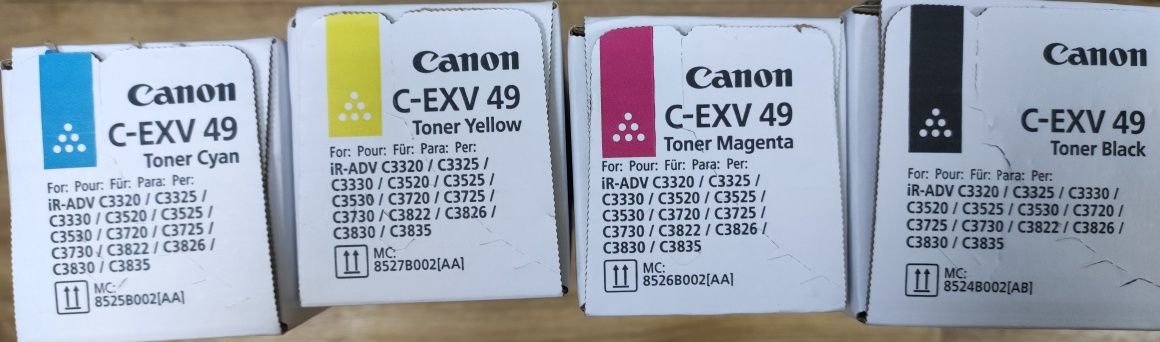 Canon
C-EXV 49
Toner Cyan
For: Pour: Für: Para: Per:
iR-ADV C3320 / C3325 /
C3330 / C3520 / C3525 /
C3530 / C3720 / C3725 /
C3730 / C3822 / C3826 /
C3830 / C3835
MC:
8525B002[AA]
Canon
C-EXV 49
Toner Yellow
For: Pour: Für: Para: Per:
iR-ADV C3320 / C3325 /
C3330 / C3520 / C3525 /
C3530 / C3720 / C3725 /
C3730 / C3822 / C3826 /
C3830 / C3835
MC:
8527B002[AA]
Canon
C-EXV 49
Toner Magenta
For: Pour: Für: Para: Per:
iR-ADV C3320 / C3325 /
C3330 / C3520 / C3525 /
C3530 / C3720 / C3725 /
C3730 / C3822 / C3826 /
C3830 / C3835
MC:
8526B002[AA]
Canon
C-EXV 49
Toner Black
For: Pour: Für: Para: Per:
iR-ADV C3320 / C3325 / C3330 /
C3520 / C3525 / C3530 / C3720 /
C3725 / C3730 / C3822 / C3826 /
C3830 / C3835
MC:
8524B002[AB]